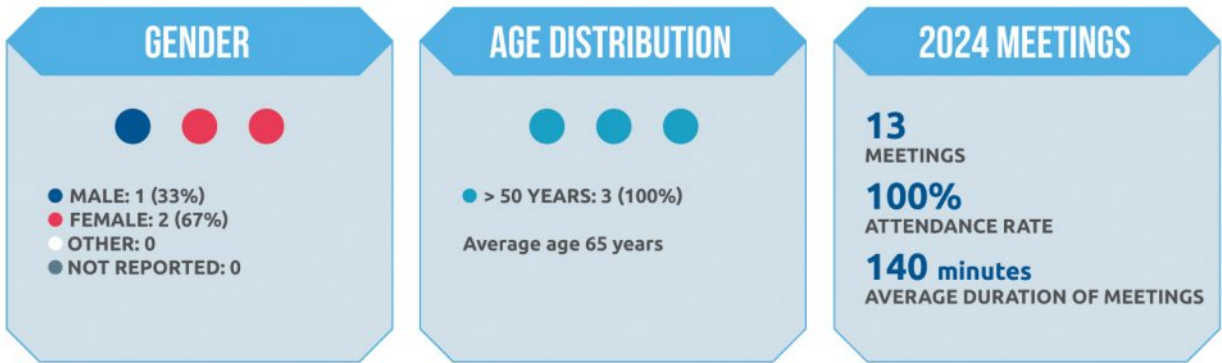 GENDER
MALE: 1 (33%)
FEMALE: 2 (67%)
OTHER: 0
NOT REPORTED: 0
AGE DISTRIBUTION
> 50 YEARS: 3 (100%)
Average age 65 years
2024 MEETINGS
13
MEETINGS
100%
ATTENDANCE RATE
140 minutes
AVERAGE DURATION OF MEETINGS